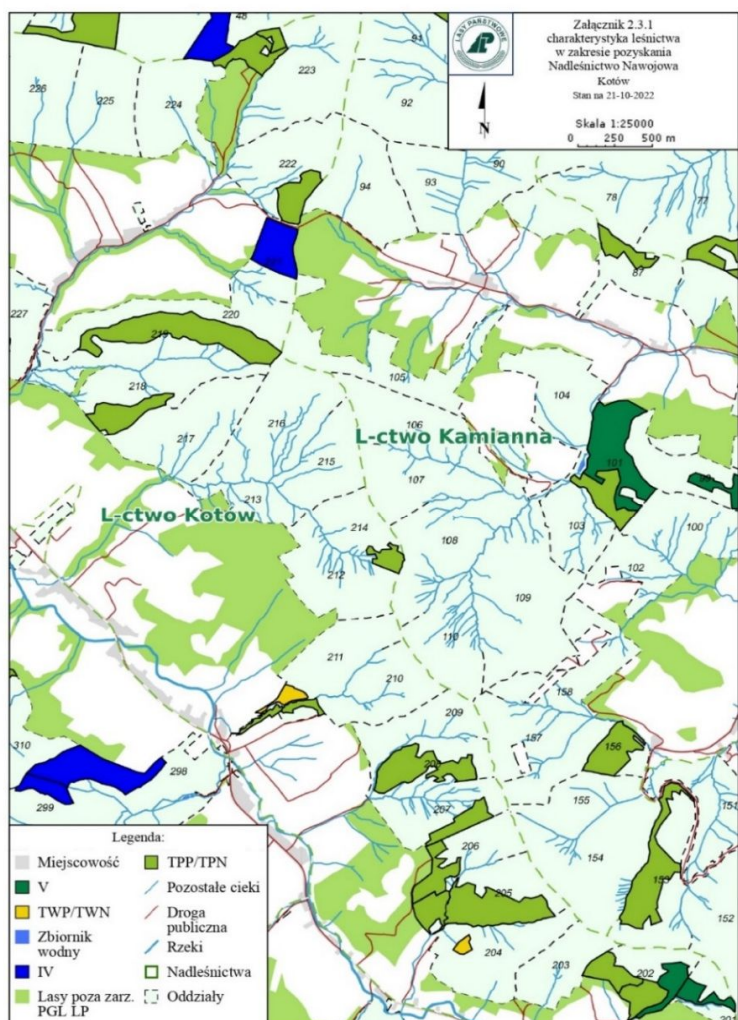 LASY PAŃSTWOWE
Załącznik 2.3.1
charakterystyka leśnictwa
w zakresie pozyskania
Nadleśnictwo Nawojowa
Kotów
Stan na 21-10-2022
N
Skala 1:25000
0 250 500 m
48
91
223
226
225
224
92
222
94
93
90
78
77
87
227
220
219
105
218
104
216
106
L-ctwo Kamianna
217
215
107
101
99
213
L-ctwo Kotów
214
108
103
100
212
102
109
110
211
210
158
209
157
156
310
298
299
207
155
151
206
154
153
205
152
204
203
202
201
Legenda:
Miejscowość
TPP/TPN
V
Pozostałe cieki
TWP/TWN
Droga
publiczna
Zbiornik
wodny
Rzeki
IV
Nadleśnictwa
Lasy poza zarz.
PGL LP
Oddziały